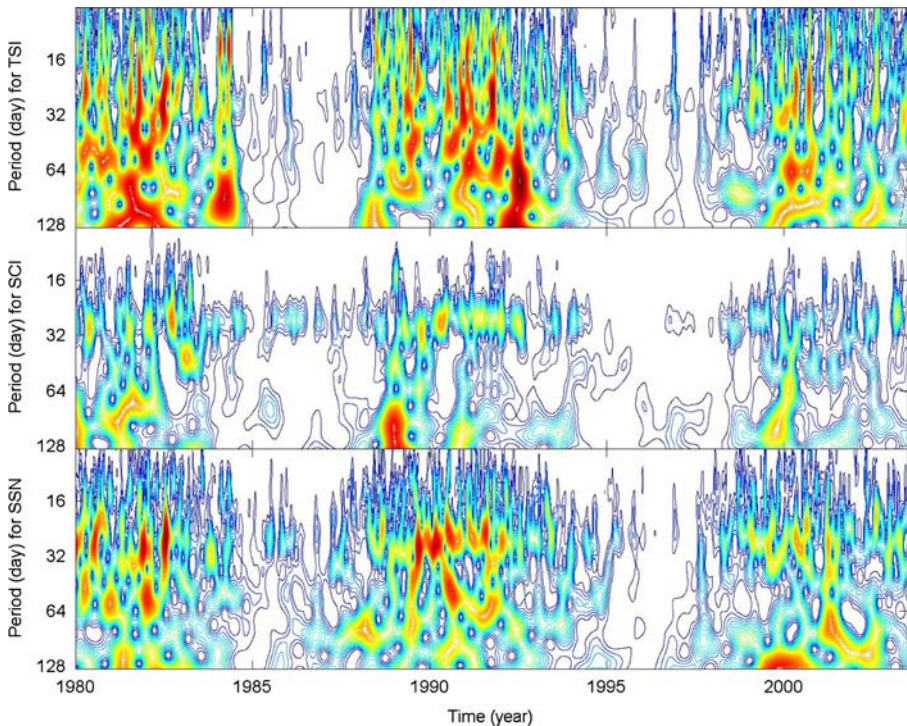 Period (day) for TSI
16
32
64
128
Period (day) for SCI
16
32
64
128
Period (day) for SSN
16
32
64
128
1980 1985 1990 1995 2000
Time (year)